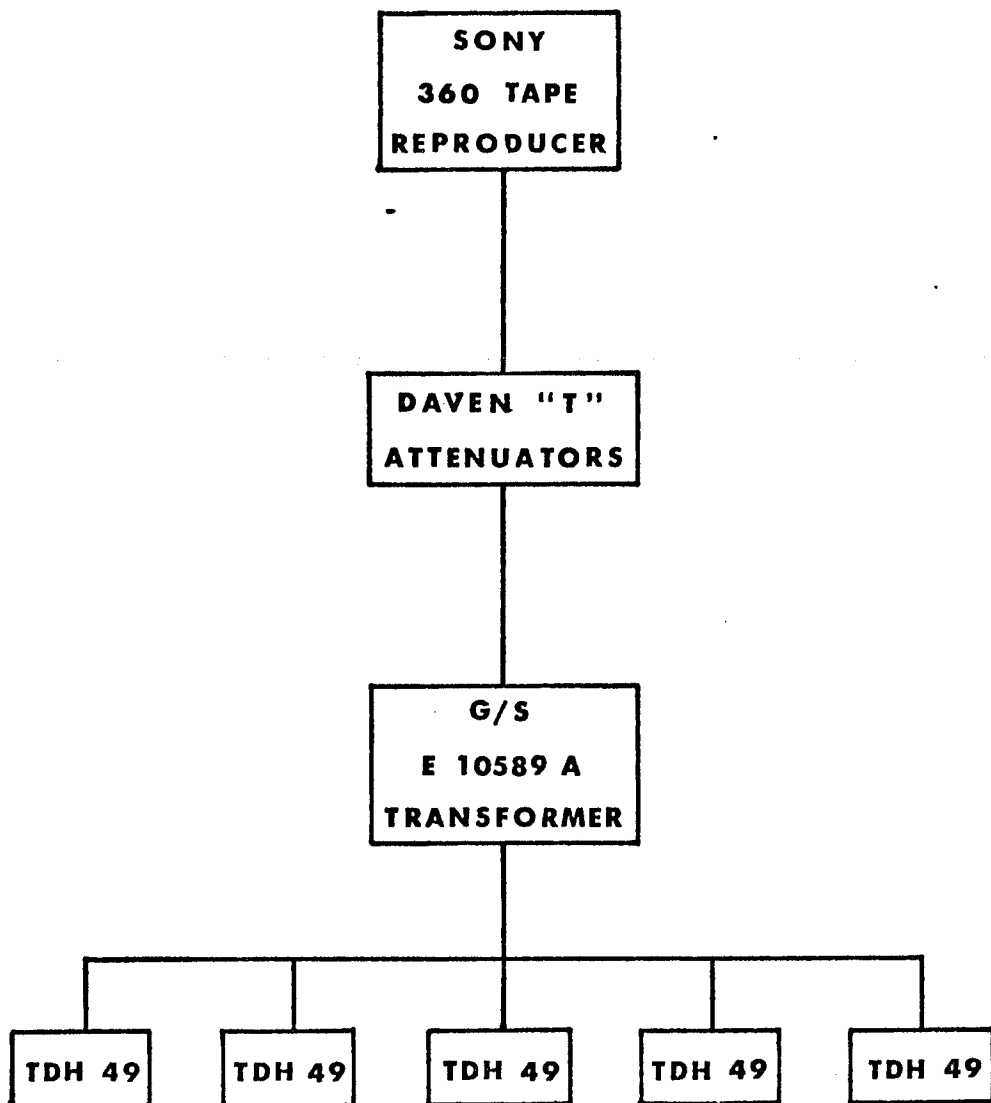 SONY
360 TAPE
REPRODUCER
DAVEN "T"
ATTENUATORS
G/S
E 10589 A
TRANSFORMER
TDH 49
TDH 49
TDH 49
TDH 49
TDH 49